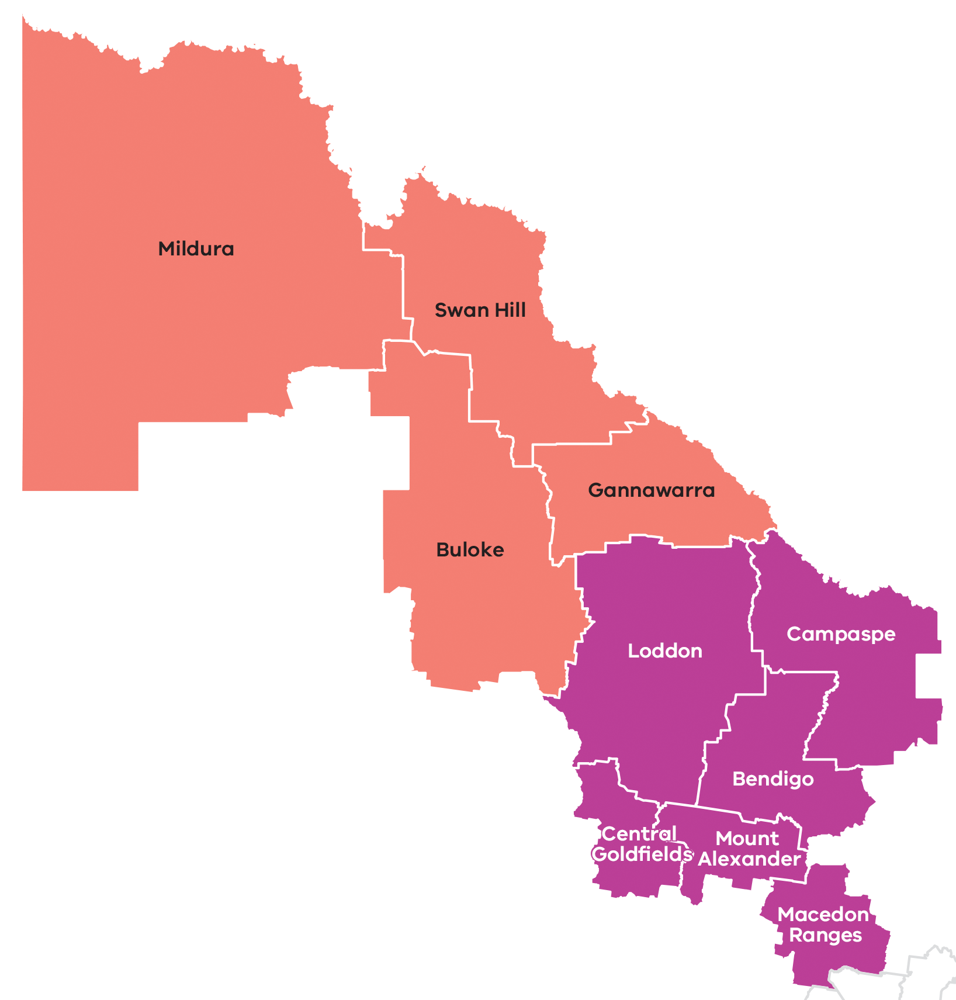 Mildura
Swan Hill
Gannawarra
Buloke
Campaspe
Loddon
Bendigo
Central
Goldfields
Mount
Alexander
Macedon
Ranges